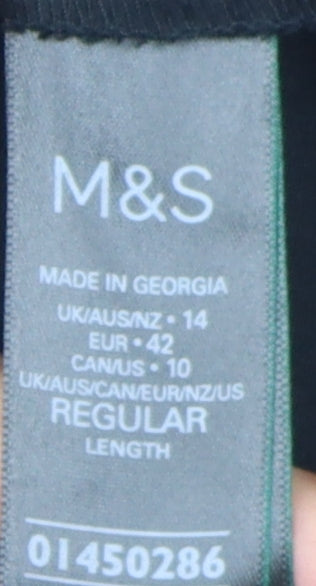 M&S
MADE IN GEORGIA
UK/AUS/NZ • 14
EUR • 42
CAN/US • 10
UK/AUS/CAN/EUR/NZ/US
REGULAR
LENGTH
01450286